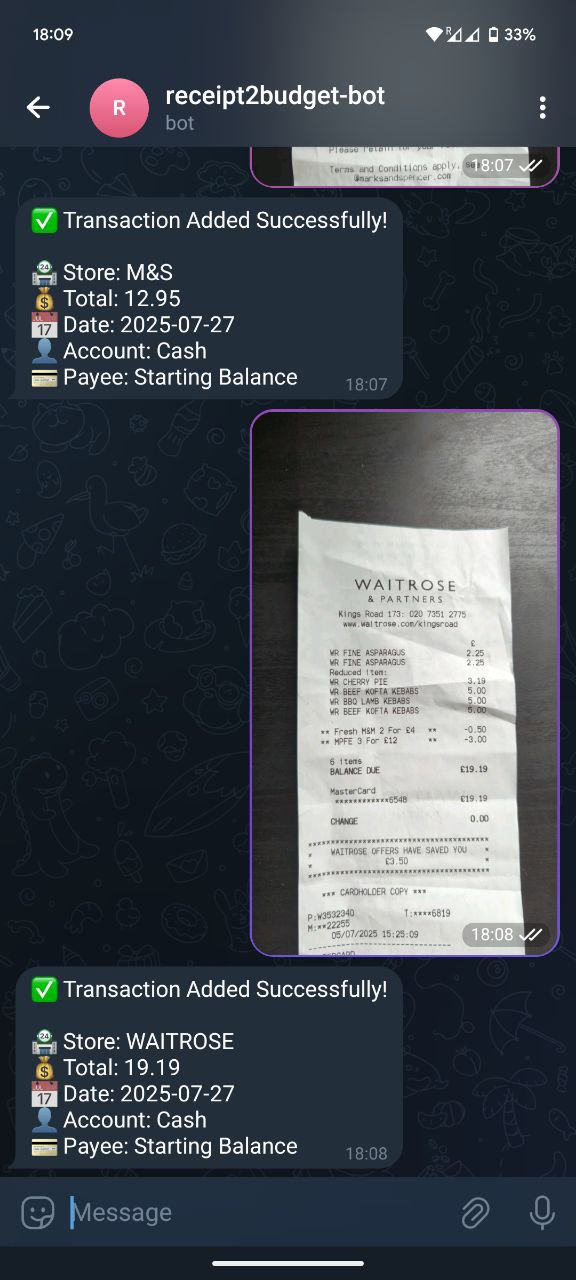 18:09
R
33%
R
receipt2budget-bot
bot
Please retain for your
Terms and Conditions apply, se
@marksandspencer.com
18:07
✅ Transaction Added Successfully!
🏪 Store: M&S
💰 Total: 12.95
📅 Date: 2025-07-27
👤 Account: Cash
💳 Payee: Starting Balance
18:07
WAITROSE
& PARTNERS
Kings Road 173: 020 7351 2775
www.waitrose.com/kingsroad
£
WR FINE ASPARAGUS 2.25
WR FINE ASPARAGUS 2.25
Reduced item:
WR CHERRY PIE 3.19
WR BEEF KOFTA KEBABS 5.00
WR BBQ LAMB KEBABS 5.00
WR BEEF KOFTA KEBABS 5.00
** Fresh M&M 2 For £4 ** -0.50
** MPFE 3 For £12 ** -3.00
6 items
BALANCE DUE £19.19
MasterCard
************6548 £19.19
CHANGE 0.00
****************************************
* WAITROSE OFFERS HAVE SAVED YOU *
* £3.50 *
****************************************
*** CARDHOLDER COPY ***
P:W3532340 T:****6819
M:**22255
05/07/2025 15:25:09
18:08
✅ Transaction Added Successfully!
🏪 Store: WAITROSE
💰 Total: 19.19
📅 Date: 2025-07-27
👤 Account: Cash
💳 Payee: Starting Balance
18:08
Message